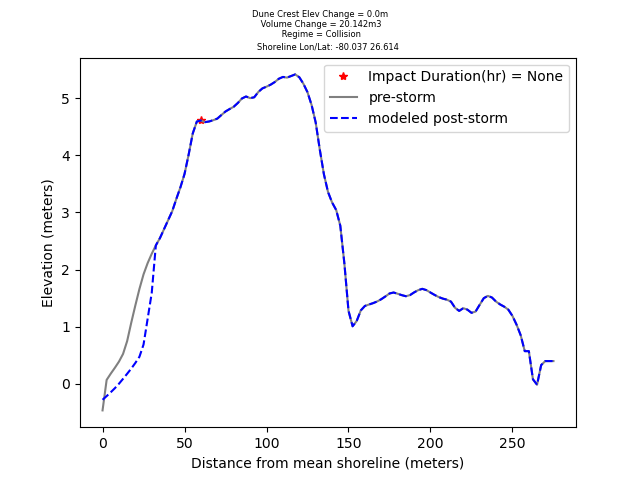 Dune Crest Elev Change = 0.0m
Volume Change = 20.142m3
Regime = Collision
Shoreline Lon/Lat: -80.037 26.614
Impact Duration(hr) = None
pre-storm
modeled post-storm
5
4
3
2
1
0
Elevation (meters)
0 50 100 150 200 250
Distance from mean shoreline (meters)